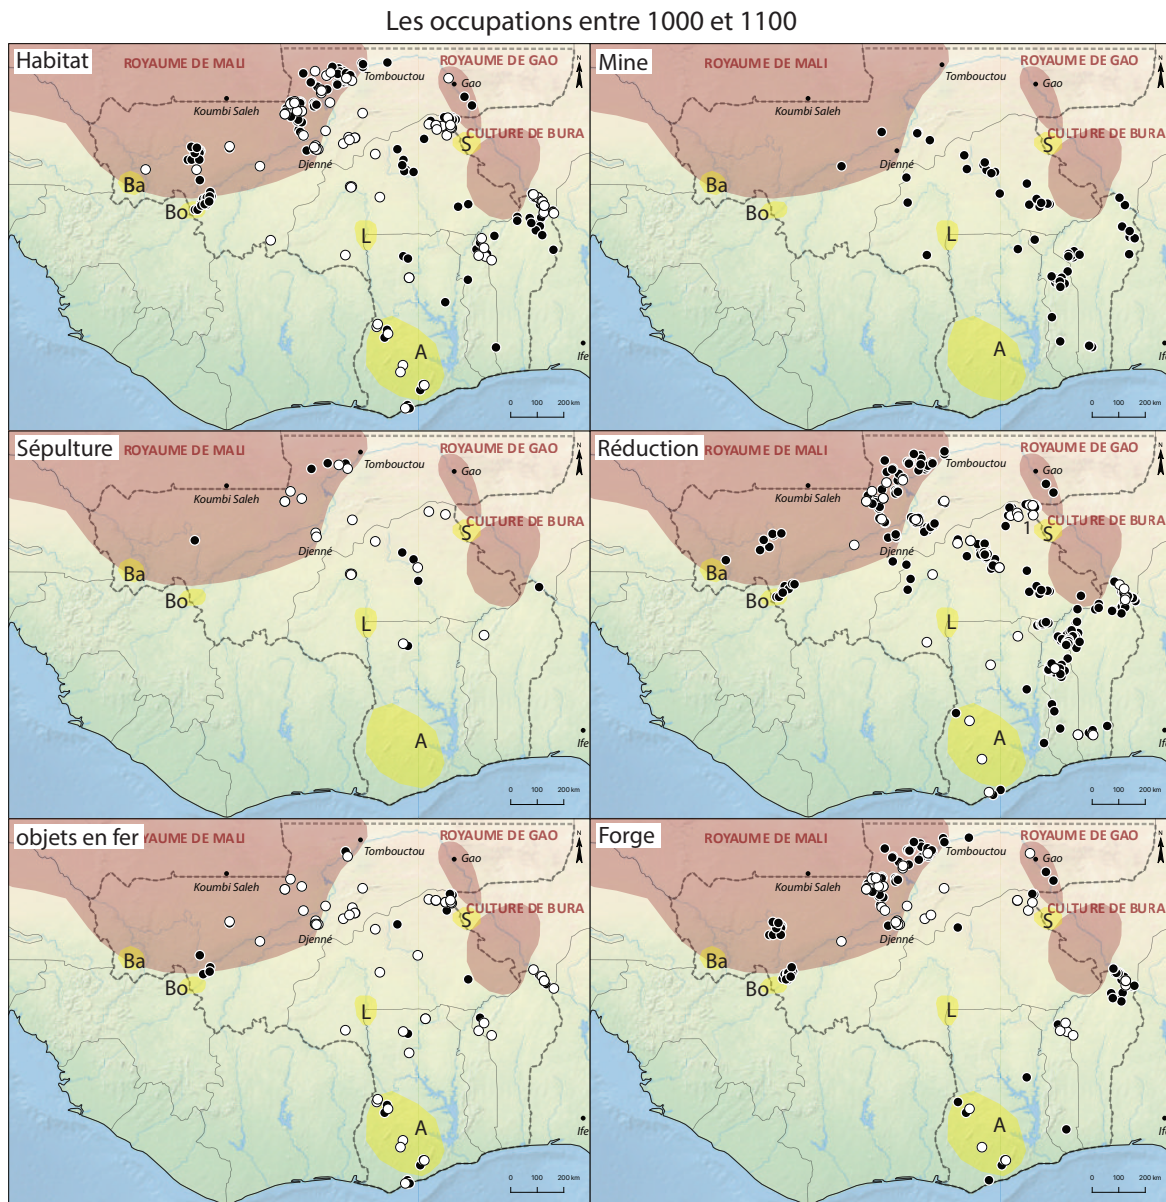 Les occupations entre 1000 et 1100
Habitat
ROYAUME DE MALI
ROYAUME DE GAO
N
Tombouctou
Gao
Koumbi Saleh
CULTURE DE BURA
S
Djenné
Ba
Bo
L
A
Ife
0 100 200 km
Mine
ROYAUME DE MALI
ROYAUME DE GAO
N
Tombouctou
Gao
Koumbi Saleh
CULTURE DE BURA
S
Djenné
Ba
Bo
L
A
Ife
0 100 200 km
Sépulture
ROYAUME DE MALI
ROYAUME DE GAO
N
Tombouctou
Gao
Koumbi Saleh
CULTURE DE BURA
S
Djenné
Ba
Bo
L
A
Ife
0 100 200 km
Réduction
ROYAUME DE MALI
ROYAUME DE GAO
N
Tombouctou
Gao
Koumbi Saleh
CULTURE DE BURA
1
S
Djenné
Ba
Bo
L
A
Ife
0 100 200 km
objets en fer
ROYAUME DE MALI
ROYAUME DE GAO
N
Tombouctou
Gao
Koumbi Saleh
CULTURE DE BURA
S
Djenné
Ba
Bo
L
A
Ife
0 100 200 km
Forge
ROYAUME DE MALI
ROYAUME DE GAO
N
Tombouctou
Gao
Koumbi Saleh
CULTURE DE BURA
S
Djenné
Ba
Bo
L
A
Ife
0 100 200 km